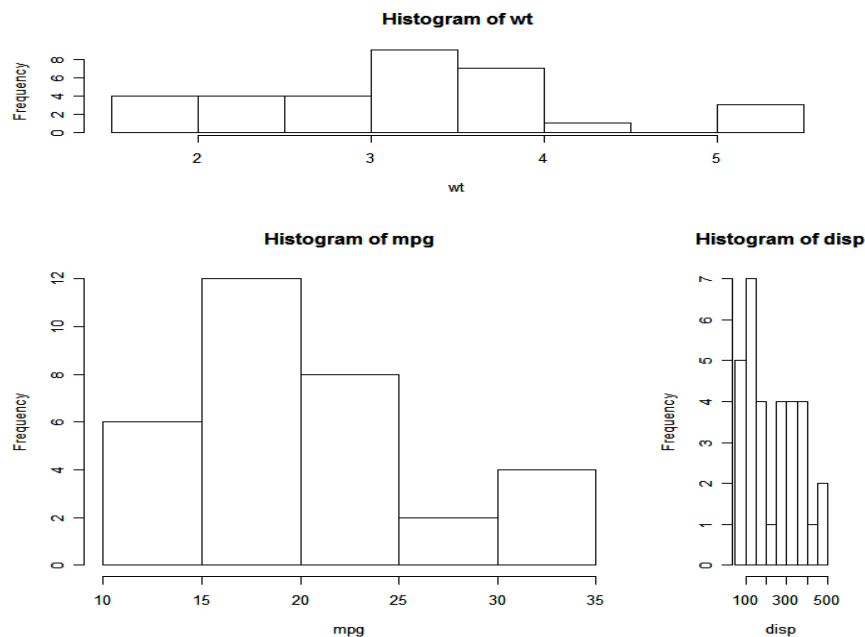 Histogram of wt
Frequency
0 2 4 6 8
2 3 4 5
wt
Histogram of mpg
Frequency
0 2 4 6 8 10 12
10 15 20 25 30 35
mpg
Histogram of disp
Frequency
0 1 2 3 4 5 6 7
100 300 500
disp